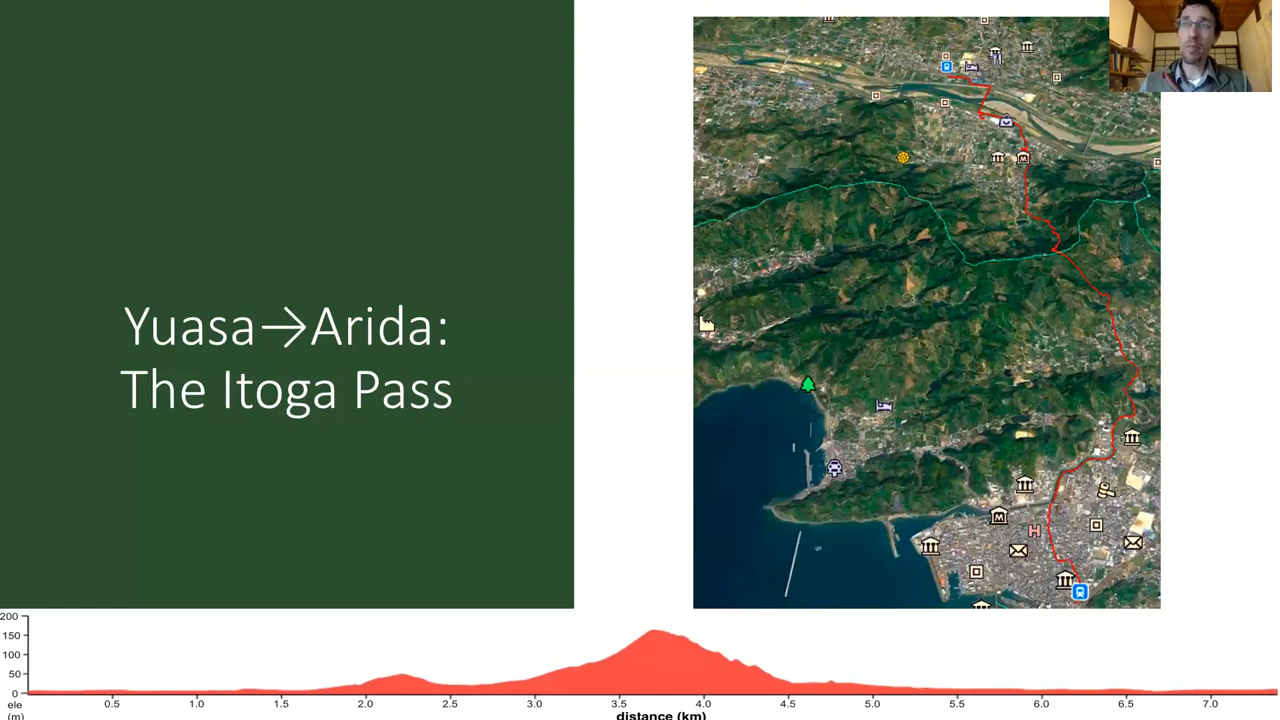 Yuasa→Arida:
The Itoga Pass
H
M
M
200
150
100
50
0
ele
(m)
0.5
1.0
1.5
2.0
2.5
3.0
3.5
4.0
4.5
5.0
5.5
6.0
6.5
7.0
distance (km)